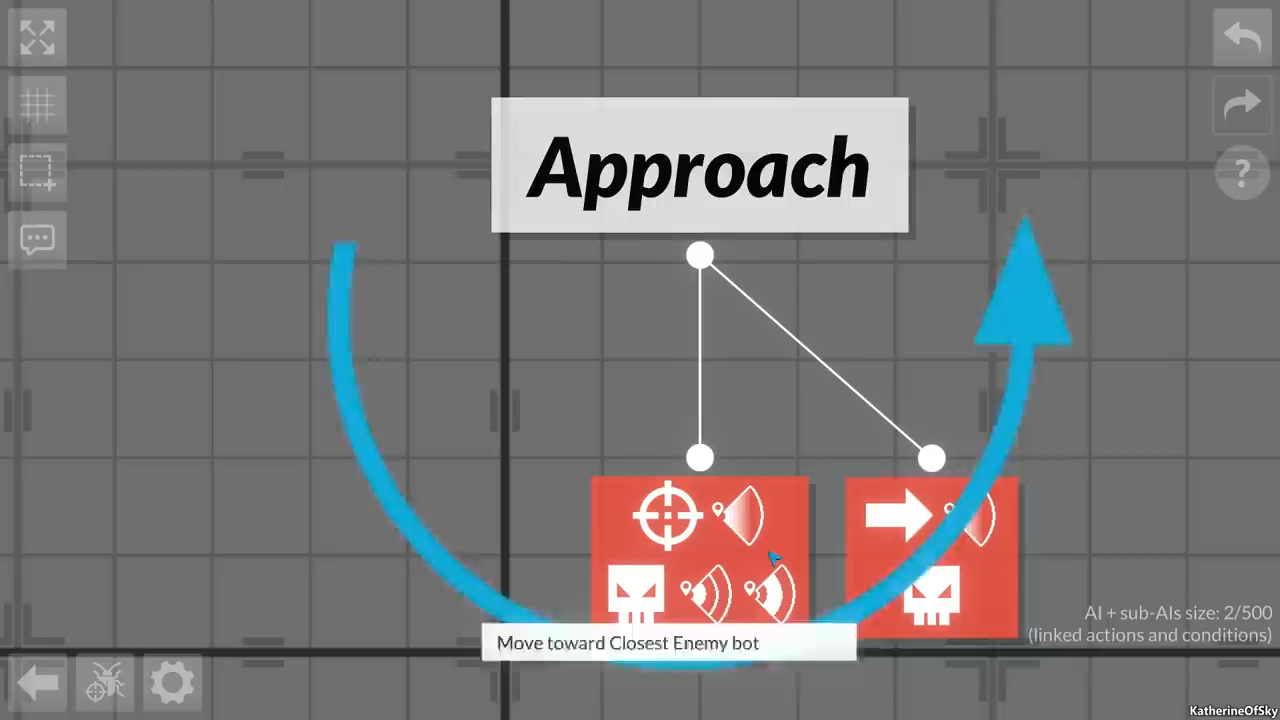 Approach
?
Move toward Closest Enemy bot
AI + sub-AIs size: 2/500
(linked actions and conditions)
KatherineOfSky